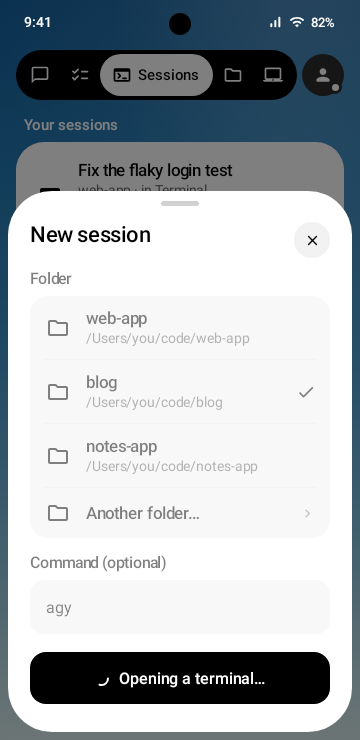 9:41
82%
Sessions
Your sessions
Fix the flaky login test
web-app · in Terminal
New session
Folder
web-app
/Users/you/code/web-app
blog
/Users/you/code/blog
notes-app
/Users/you/code/notes-app
Another folder...
Command (optional)
agy
Opening a terminal...